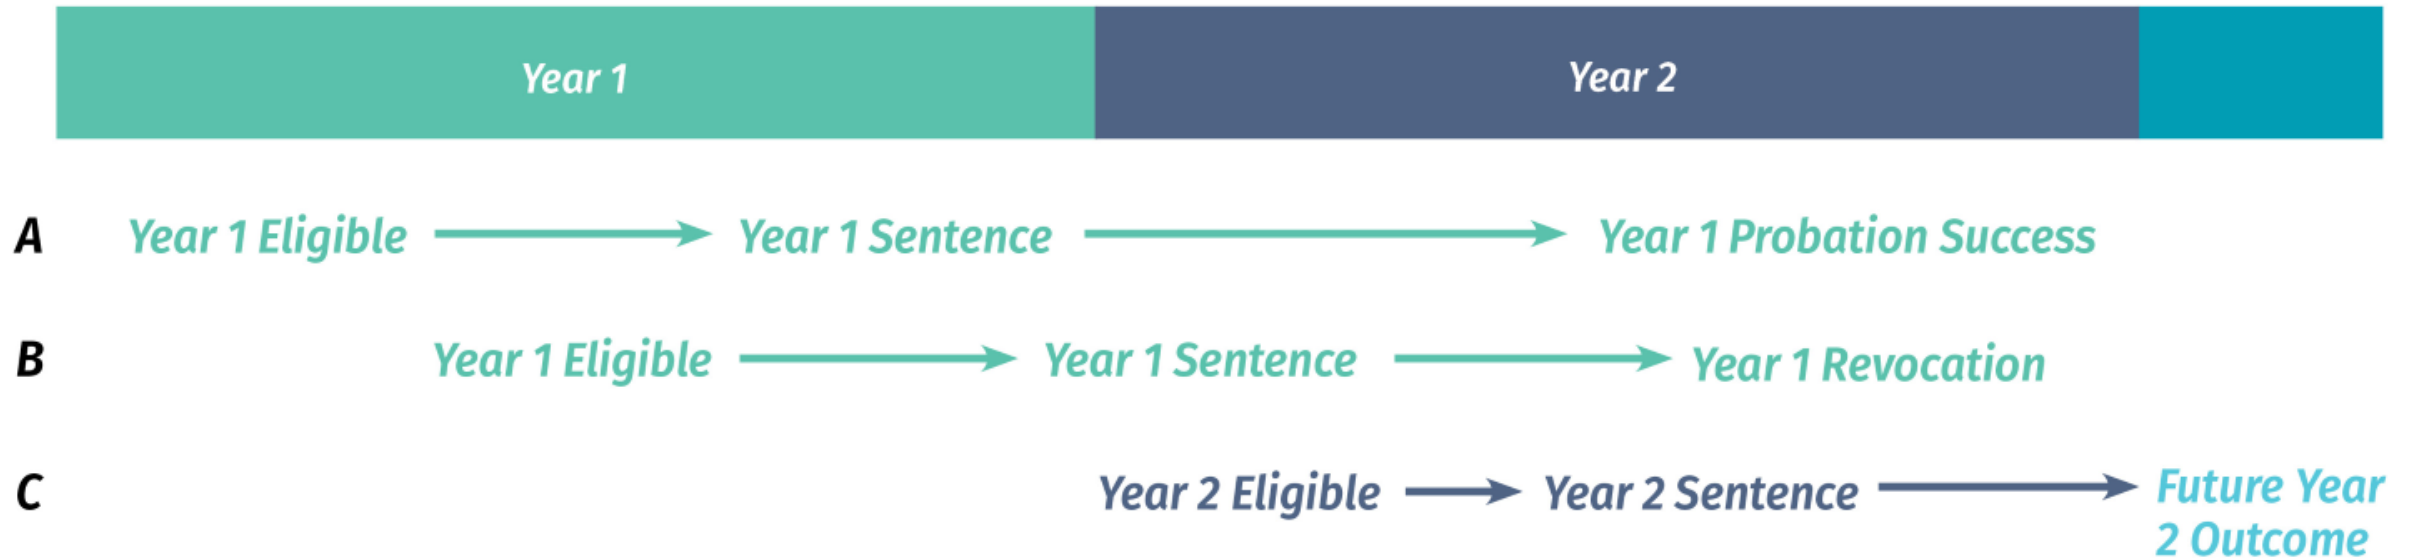 Year 1
Year 2
A
Year 1 Eligible
Year 1 Sentence
Year 1 Probation Success
B
Year 1 Eligible
Year 1 Sentence
Year 1 Revocation
C
Year 2 Eligible
Year 2 Sentence
Future Year
2 Outcome